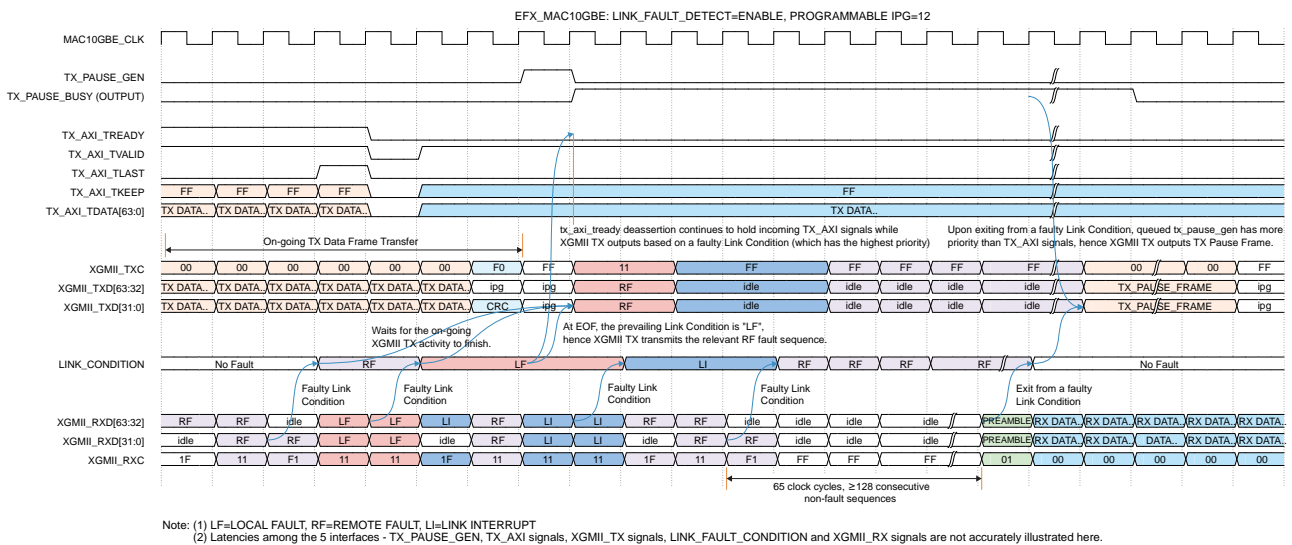 EFX_MAC10GBE: LINK_FAULT_DETECT=ENABLE, PROGRAMMABLE IPG=12
MAC10GBE_CLK
TX_PAUSE_GEN
TX_PAUSE_BUSY (OUTPUT)
TX_AXI_TREADY
TX_AXI_TVALID
TX_AXI_TLAST
TX_AXI_TKEEP FF FF FF FF FF
TX_AXI_TDATA[63:0] TX DATA.. TX DATA.. TX DATA.. TX DATA.. TX DATA..
On-going TX Data Frame Transfer
tx_axi_tready deassertion continues to hold incoming TX_AXI signals while
XGMII TX outputs based on a faulty Link Condition (which has the highest priority)
Upon exiting from a faulty Link Condition, queued tx_pause_gen has more
priority than TX_AXI signals, hence XGMII TX outputs TX Pause Frame.
XGMII_TXC 00 00 00 00 00 00 F0 FF 11 FF FF FF FF FF 00 00 FF
XGMII_TXD[63:32] TX DATA.. TX DATA.. TX DATA.. TX DATA.. TX DATA.. TX DATA.. ipg ipg RF idle idle idle idle idle TX_PAUSE_FRAME ipg
XGMII_TXD[31:0] TX DATA.. TX DATA.. TX DATA.. TX DATA.. TX DATA.. TX DATA.. CRC ipg RF idle idle idle idle idle TX_PAUSE_FRAME ipg
Waits for the on-going
XGMII TX activity to finish.
At EOF, the prevailing Link Condition is "LF",
hence XGMII TX transmits the relevant RF fault sequence.
LINK_CONDITION No Fault RF LF LI RF RF RF RF No Fault
Faulty Link
Condition
Faulty Link
Condition
Faulty Link
Condition
Faulty Link
Condition
Exit from a faulty
Link Condition
XGMII_RXD[63:32] RF RF idle LF LF LI RF LI LI RF RF idle idle idle idle PREAMBLE RX DATA.. RX DATA.. RX DATA.. RX DATA.. RX DATA..
XGMII_RXD[31:0] idle RF RF LF LF idle RF LI LI idle RF RF idle idle idle PREAMBLE RX DATA.. RX DATA.. DATA.. RX DATA.. RX DATA..
XGMII_RXC 1F 11 F1 11 11 1F 11 11 11 1F 11 F1 FF FF FF 01 00 00 00 00 00
65 clock cycles, ≥128 consecutive
non-fault sequences
Note: (1) LF=LOCAL FAULT, RF=REMOTE FAULT, LI=LINK INTERRUPT
(2) Latencies among the 5 interfaces - TX_PAUSE_GEN, TX_AXI signals, XGMII_TX signals, LINK_FAULT_CONDITION and XGMII_RX signals are not accurately illustrated here.